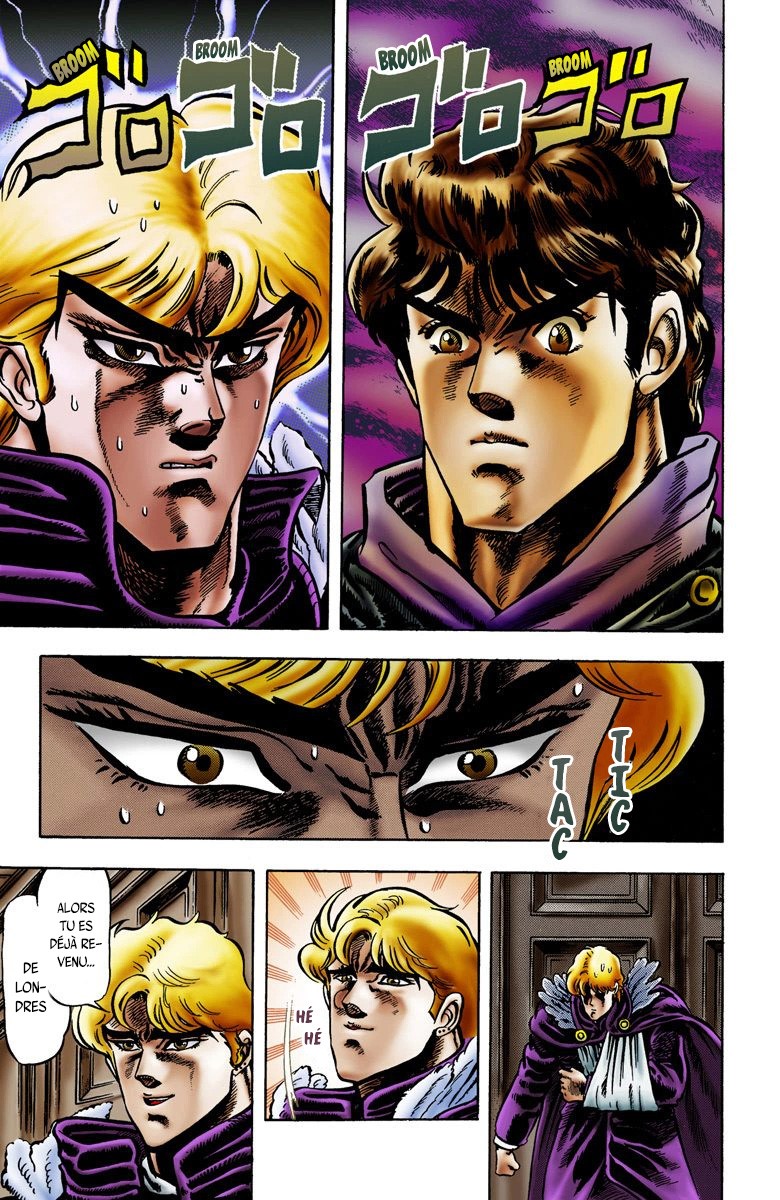 BROOM
ゴロ
BROOM
ゴロ
BROOM
ゴロ
BROOM
ゴロ
TIC
TAC
HÉ
HÉ
ALORS
TU ES
DÉJÀ RE-
VENU...
DE
LON-
DRES